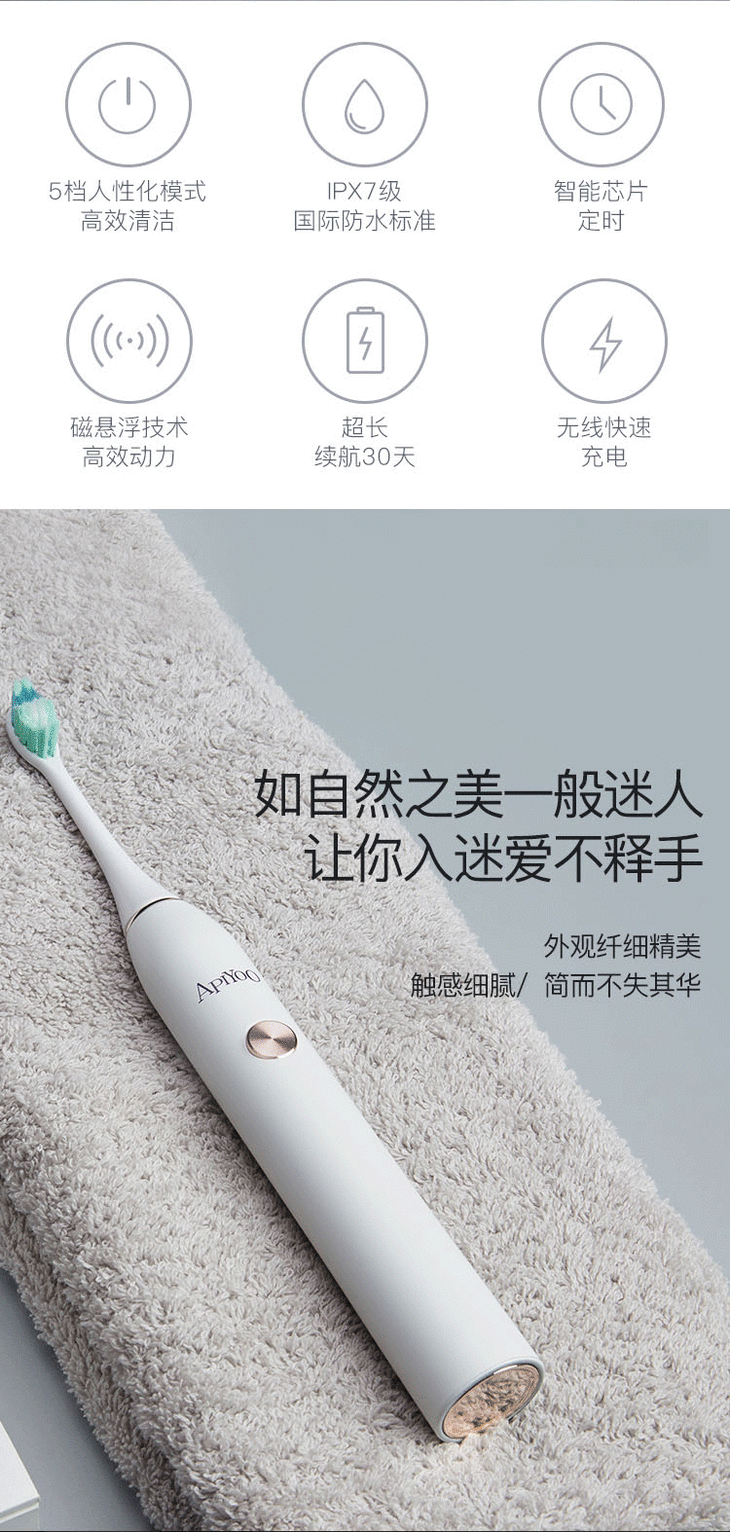 5档人性化模式
高效清洁
IPX7级
国际防水标准
智能芯片
定时
磁悬浮技术
高效动力
超长
续航30天
无线快速
充电
如自然之美一般迷人
让你入迷爱不释手
外观纤细精美
触感细腻/ 简而不失其华
APIYOO